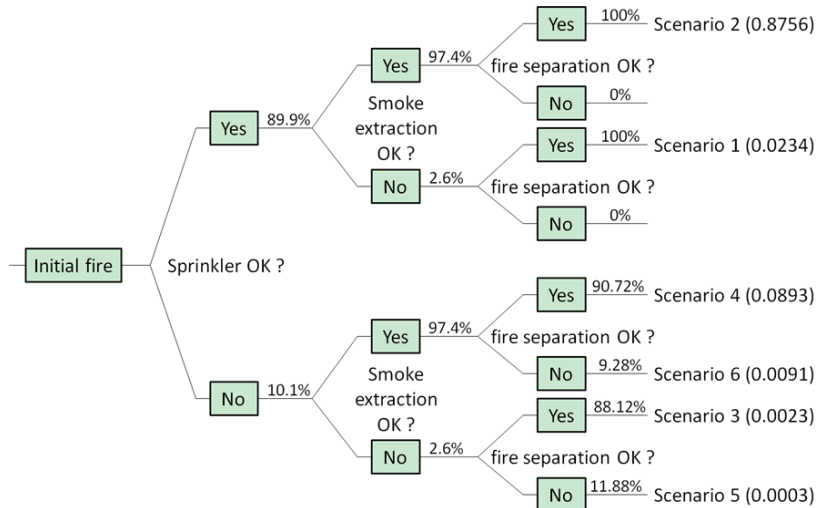 Yes 100% Scenario 2 (0.8756)
Yes 97.4% fire separation OK ?
Smoke
extraction
OK ?
No 0%
Yes 89.9%
Yes 100% Scenario 1 (0.0234)
No 2.6% fire separation OK ?
No 0%
Initial fire Sprinkler OK ?
Yes 90.72% Scenario 4 (0.0893)
Yes 97.4% fire separation OK ?
Smoke
extraction
OK ?
No 9.28% Scenario 6 (0.0091)
No 10.1%
Yes 88.12% Scenario 3 (0.0023)
No 2.6% fire separation OK ?
No 11.88% Scenario 5 (0.0003)